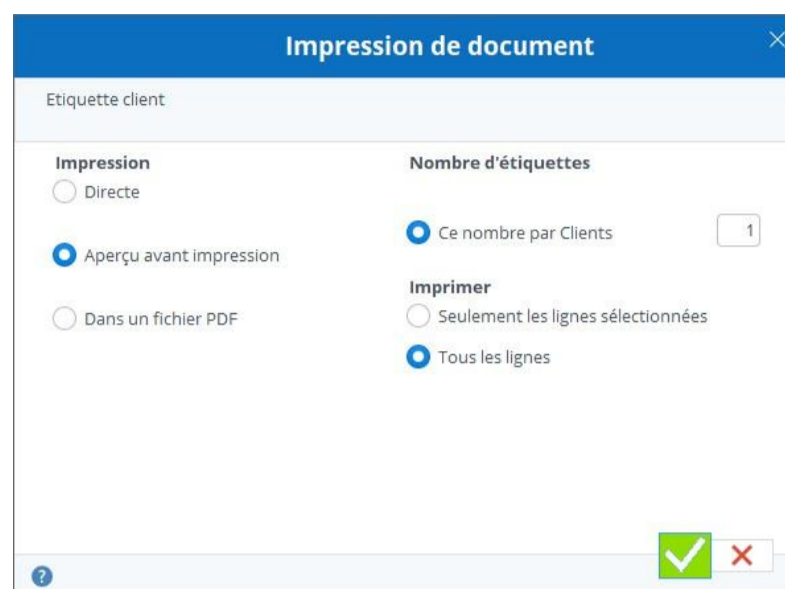 Impression de document
Etiquette client
Impression
Directe
Aperçu avant impression
Dans un fichier PDF
Nombre d'étiquettes
Ce nombre par Clients
1
Imprimer
Seulement les lignes sélectionnées
Tous les lignes
?